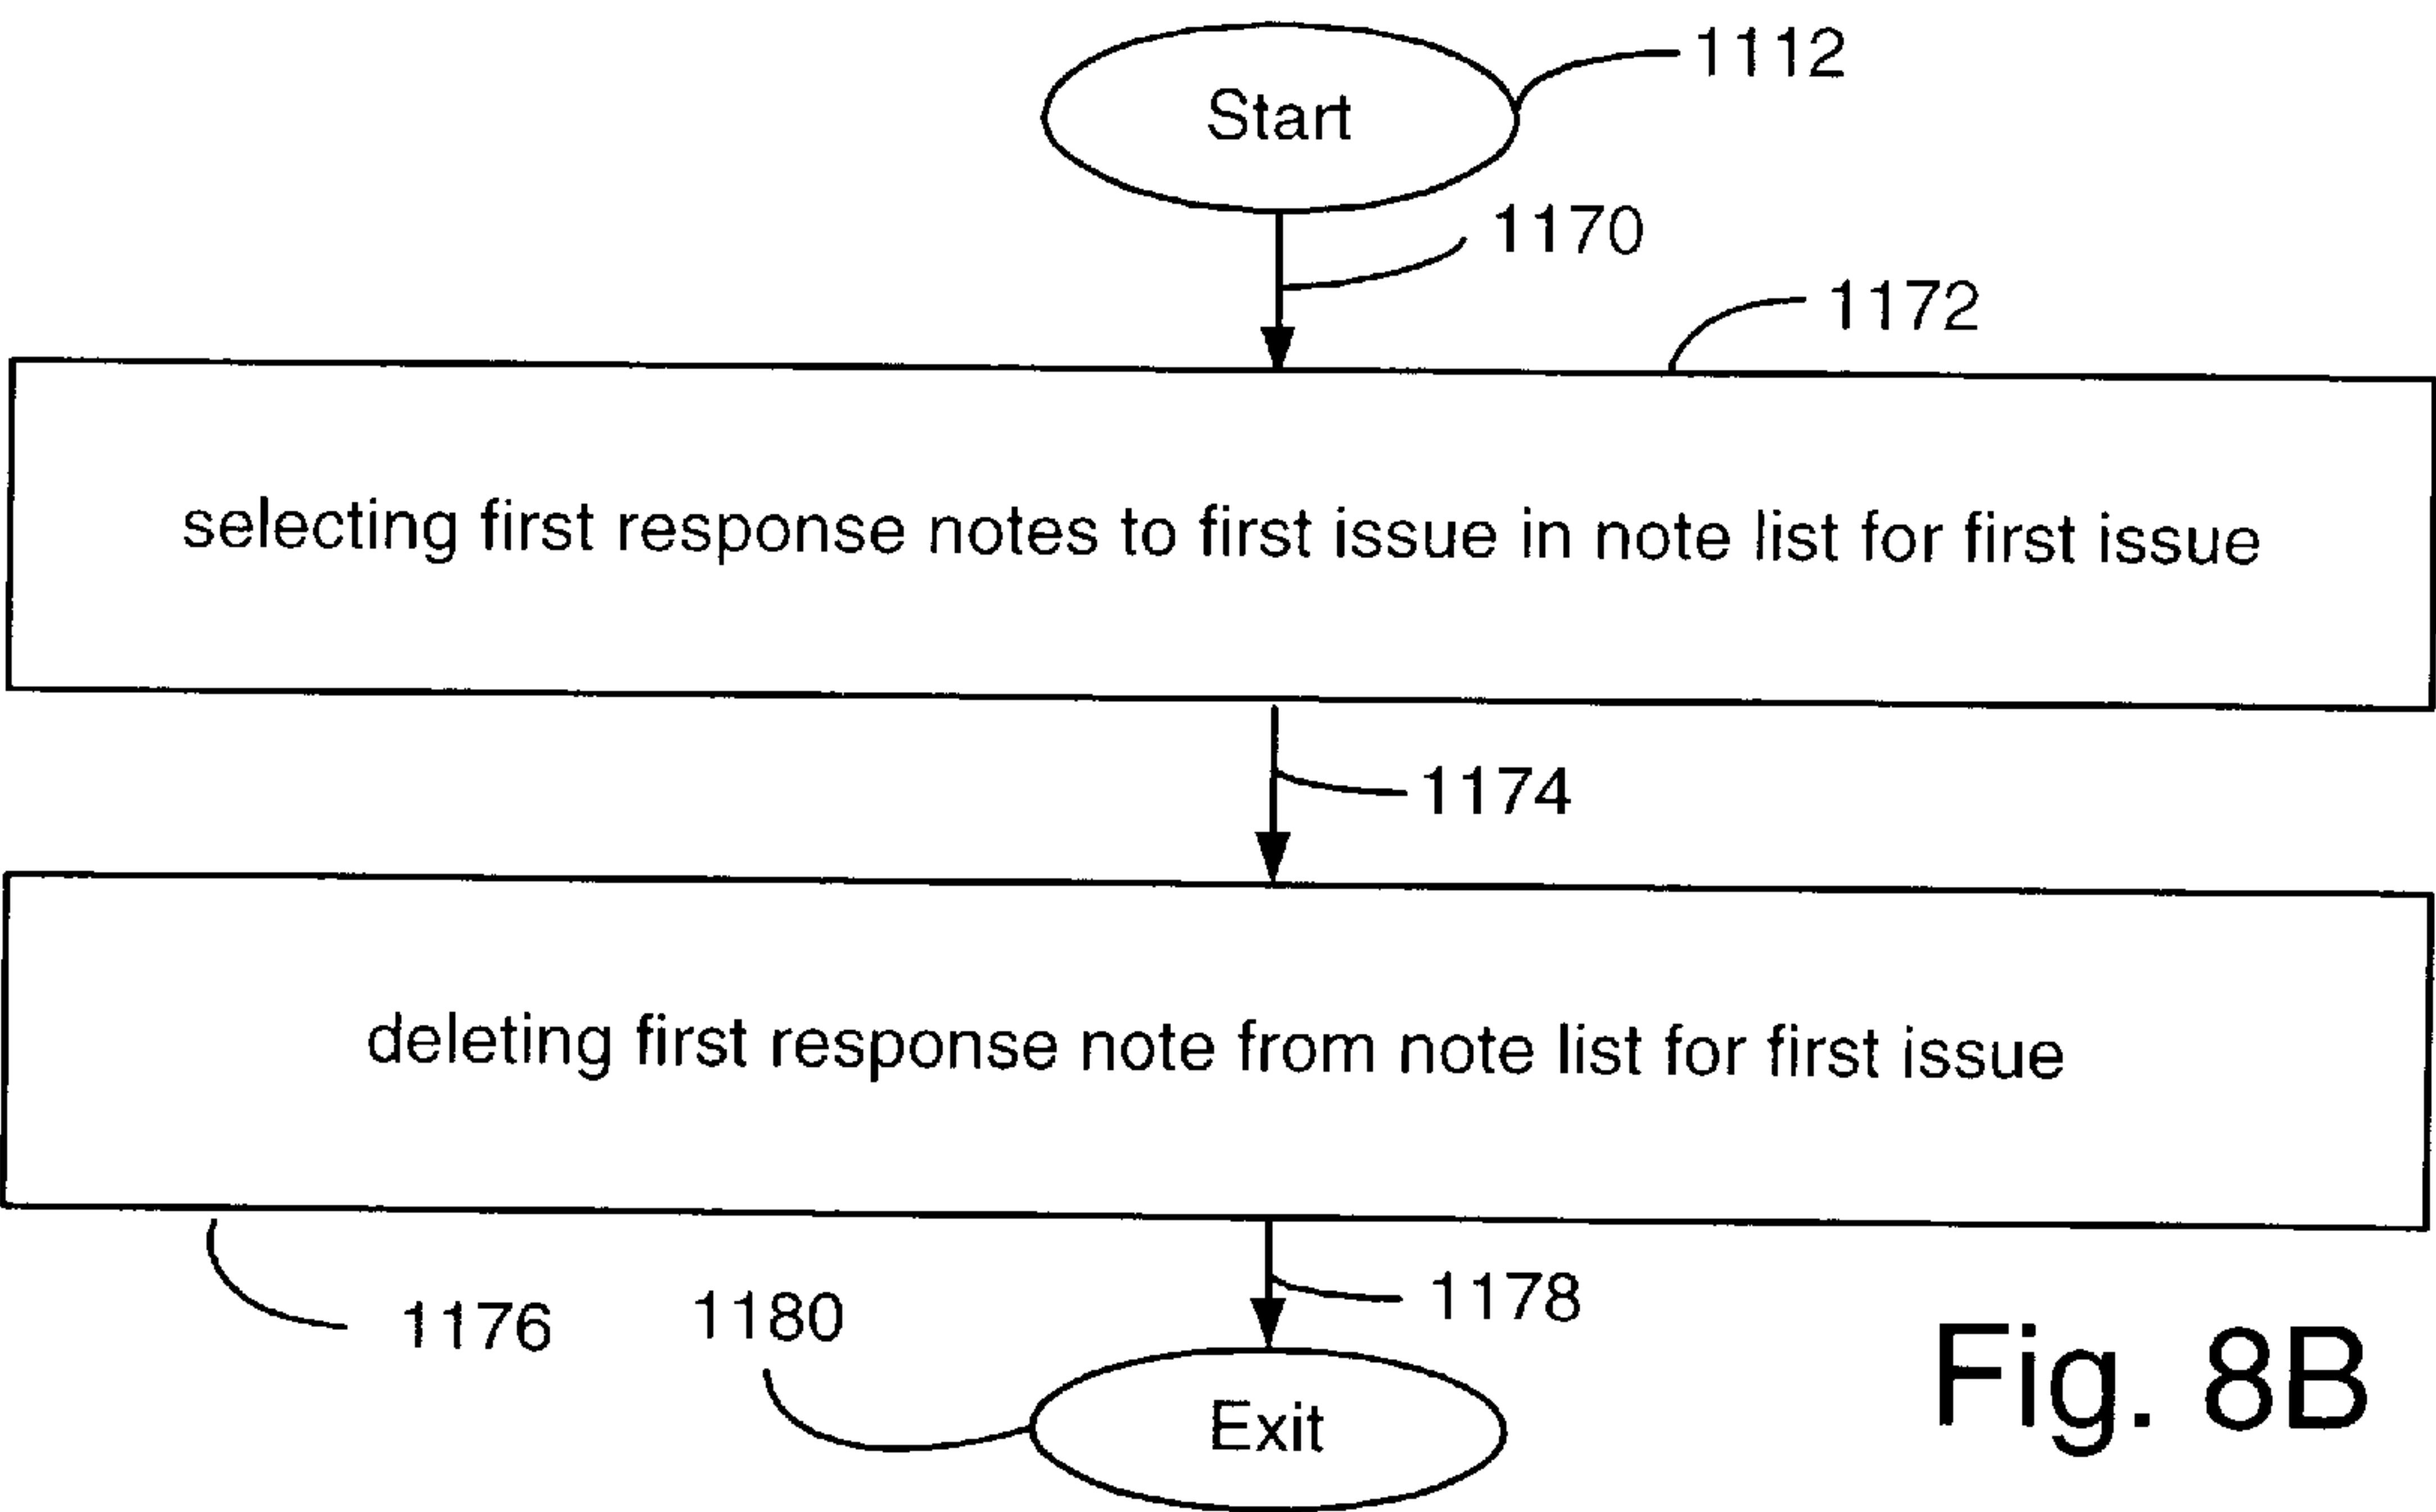 1112
Start
1170
1172
selecting first response notes to first issue in note list for first issue
1174
deleting first response note from note list for first issue
1176
1180
1178
Exit
Fig. 8B